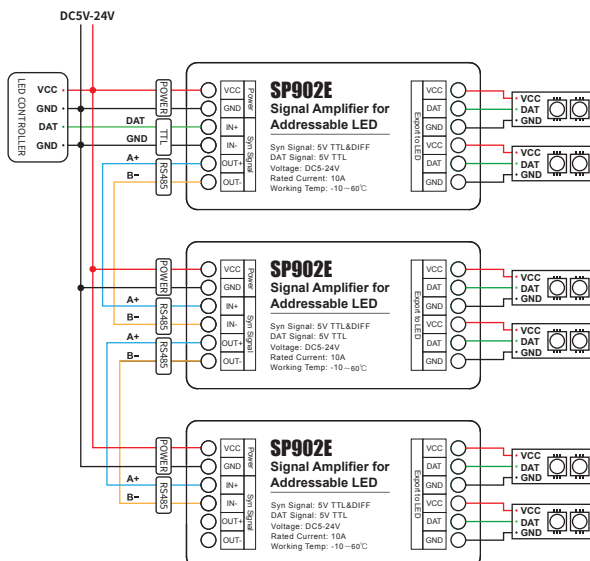 DC5V-24V
LED CONTROLLER
VCC
GND
DAT
GND
POWER
TTL
RS485
DAT
GND
A+
B-
VCC
GND
IN+
IN-
OUT+
OUT-
Power
Syn Signal
SP902E
Signal Amplifier for
Addressable LED
Syn Signal: 5V TTL&DIFF
DAT Signal: 5V TTL
Voltage: DC5-24V
Rated Current: 10A
Working Temp: -10~60℃
Export to LED
VCC
DAT
GND
VCC
DAT
GND
VCC
DAT
GND
VCC
DAT
GND
POWER
RS485
RS485
A+
B-
A+
B-
VCC
GND
IN+
IN-
OUT+
OUT-
Power
Syn Signal
SP902E
Signal Amplifier for
Addressable LED
Syn Signal: 5V TTL&DIFF
DAT Signal: 5V TTL
Voltage: DC5-24V
Rated Current: 10A
Working Temp: -10~60℃
Export to LED
VCC
DAT
GND
VCC
DAT
GND
VCC
DAT
GND
VCC
DAT
GND
POWER
RS485
A+
B-
VCC
GND
IN+
IN-
OUT+
OUT-
Power
Syn Signal
SP902E
Signal Amplifier for
Addressable LED
Syn Signal: 5V TTL&DIFF
DAT Signal: 5V TTL
Voltage: DC5-24V
Rated Current: 10A
Working Temp: -10~60℃
Export to LED
VCC
DAT
GND
VCC
DAT
GND
VCC
DAT
GND
VCC
DAT
GND